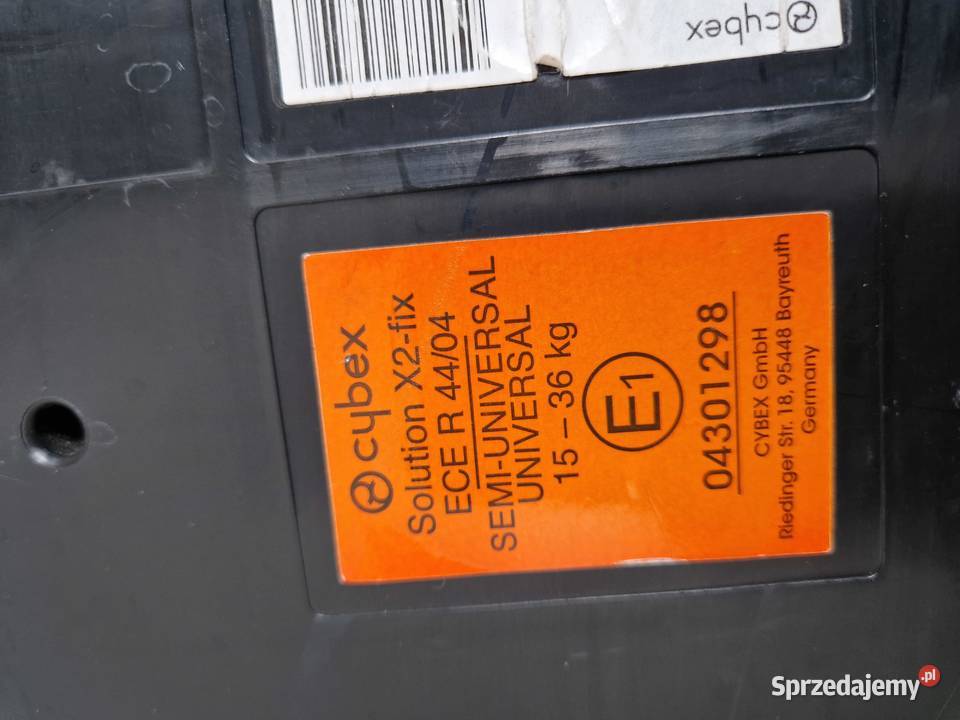 cybex
cybex
Solution X2-fix
ECE R 44/04
SEMI-UNIVERSAL
UNIVERSAL
15 – 36 kg
E1
04301298
CYBEX GmbH
Riedinger Str. 18, 95448 Bayreuth
Germany
Sprzedajemy.pl